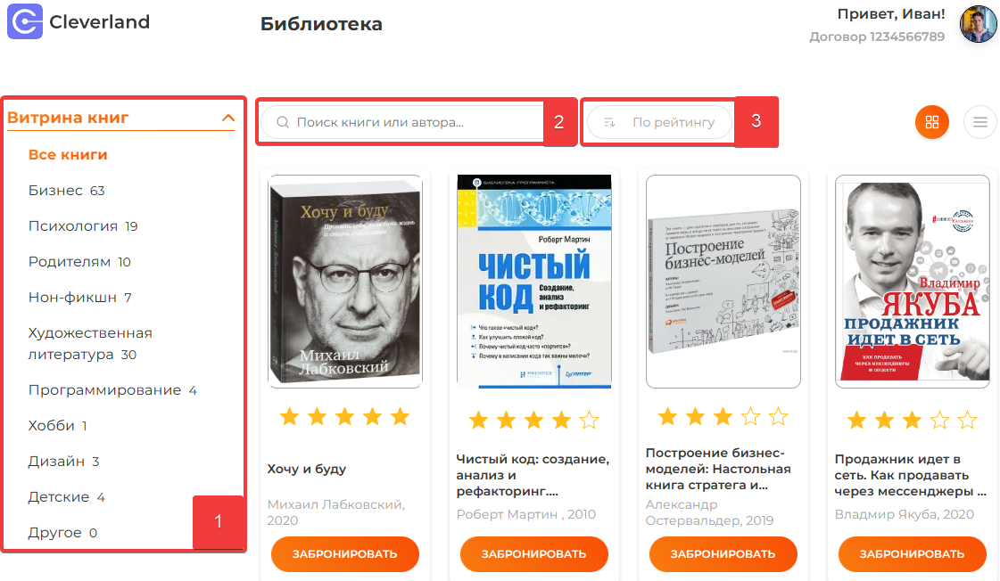 Cleverland
Библиотека
Привет, Иван!
Договор 1234566789
Витрина книг
Все книги
Бизнес 63
Психология 19
Родителям 10
Нон-фикшн 7
Художественная
литература 30
Программирование 4
Хобби 1
Дизайн 3
Детские 4
Другое 0
1
Поиск книги или автора...
2
По рейтингу
3
Хочу и буду
Михаил
Лабковский
Хочу и буду
Михаил Лабковский,
2020
ЗАБРОНИРОВАТЬ
БИБЛИОТЕКА ПРОГРАММИСТА
Роберт Мартин
ЧИСТЫЙ
КОД
Создание,
анализ
и рефакторинг
Что такое «чистый код»?
Как улучшить плохой код?
Почему чистый код часто «портится»?
Почему в написании кода так важны мелочи?
PRENTICE
ПИТЕР
Чистый код: создание,
анализ и
рефакторинг....
Роберт Мартин , 2010
ЗАБРОНИРОВАТЬ
Построение
бизнес-моделей
Построение бизнес-
моделей: Настольная
книга стратега и...
Александр
Остервальдер, 2019
ЗАБРОНИРОВАТЬ
Владимир
ЯКУБА
ПРОДАЖНИК
ИДЕТ В СЕТЬ
КАК ПРОДАВАТЬ
ЧЕРЕЗ МЕССЕНДЖЕРЫ
И СОЦСЕТИ
Продажник идет в
сеть. Как продавать
через мессенджеры ...
Владмир Якуба, 2020
ЗАБРОНИРОВАТЬ